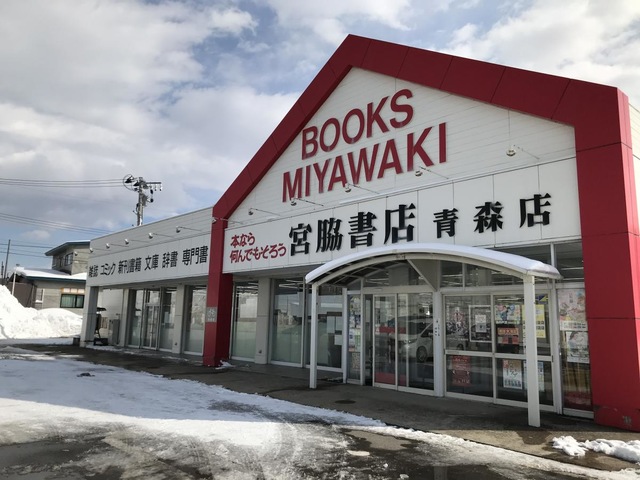 BOOKS
MIYAWAKI
本なら
何んでもそろう
宮脇書店 青森店
雑誌 コミック 新刊書籍 文庫 辞書 専門書